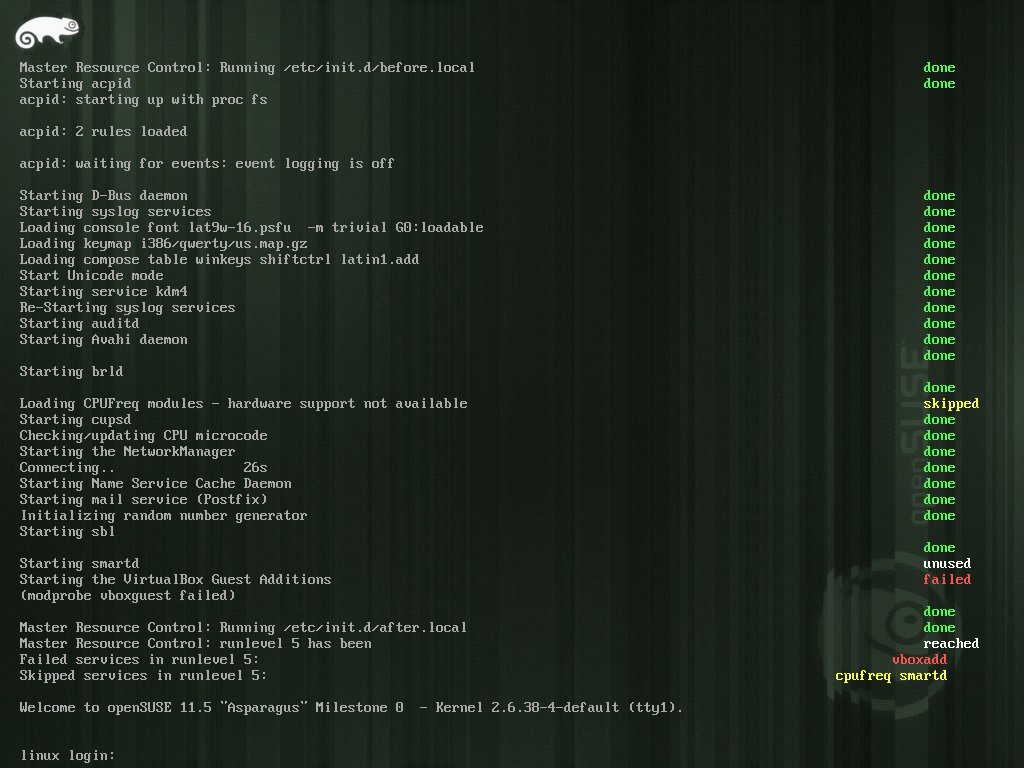 Master Resource Control: Running /etc/init.d/before.local done
Starting acpid done
acpid: starting up with proc fs
acpid: 2 rules loaded
acpid: waiting for events: event logging is off
Starting D-Bus daemon done
Starting syslog services done
Loading console font lat9w-16.psfu  -m trivial G0:loadable done
Loading keymap i386/qwerty/us.map.gz done
Loading compose table winkeys shiftctrl latin1.add done
Start Unicode mode done
Starting service kdm4 done
Re-Starting syslog services done
Starting auditd done
Starting Avahi daemon done
done
Starting brld
done
Loading CPUFreq modules - hardware support not available skipped
Starting cupsd done
Checking/updating CPU microcode done
Starting the NetworkManager done
Connecting.. 26s done
Starting Name Service Cache Daemon done
Starting mail service (Postfix) done
Initializing random number generator done
Starting sbl
done
Starting smartd unused
Starting the VirtualBox Guest Additions failed
(modprobe vboxguest failed)
done
Master Resource Control: Running /etc/init.d/after.local done
Master Resource Control: runlevel 5 has been reached
Failed services in runlevel 5: vboxadd
Skipped services in runlevel 5: cpufreq smartd
Welcome to openSUSE 11.5 "Asparagus" Milestone 0  - Kernel 2.6.38-4-default (tty1).
linux login:
openSUSE